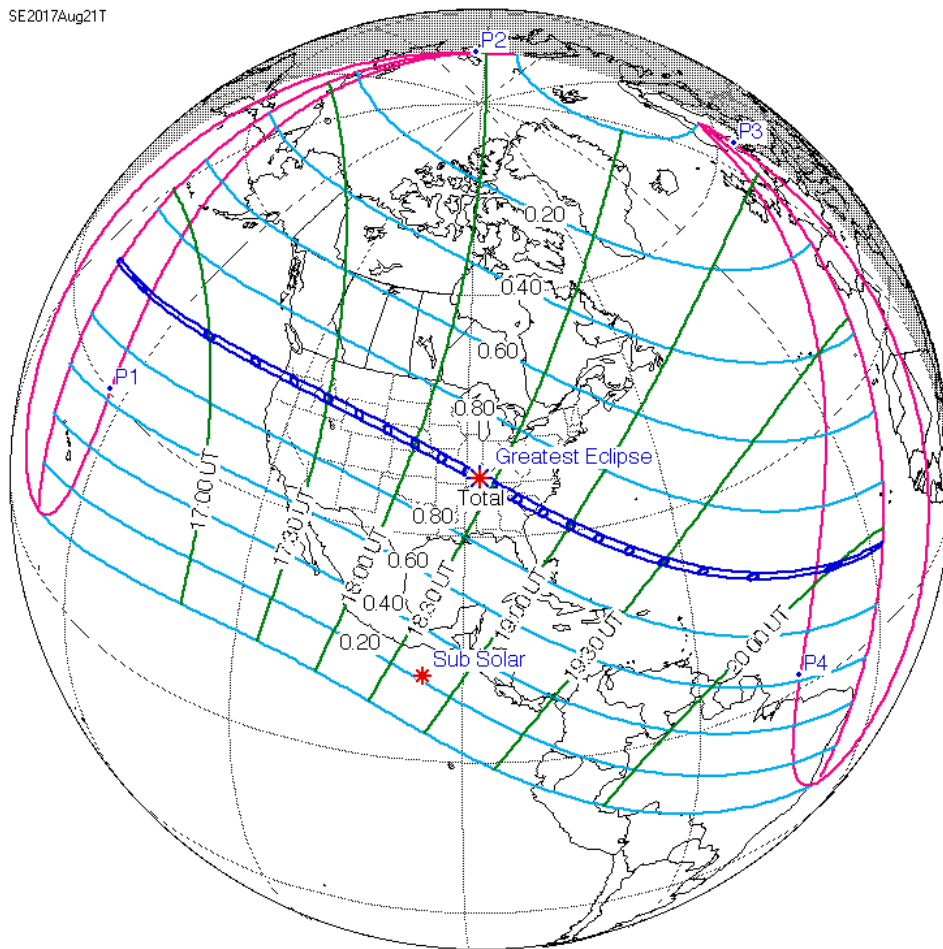 SE2017Aug21T
P2
P3
0.20
0.40
0.60
P1
0.80
Greatest Eclipse
Total
17:00 UT
0.80
17:30 UT
18:00 UT
0.60
18:30 UT
0.40
19:00 UT
0.20
19:30 UT
20:00 UT
Sub Solar
P4